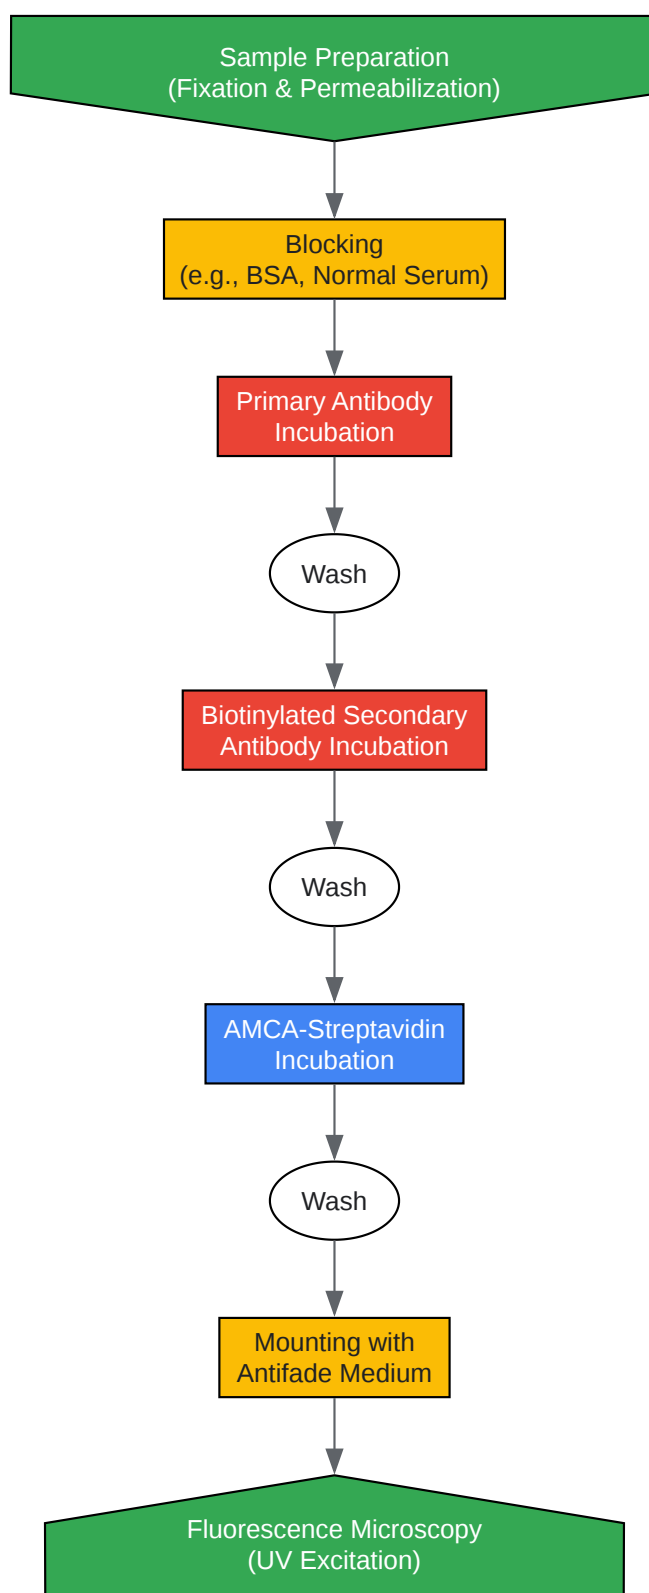 Sample Preparation
(Fixation & Permeabilization)
Blocking
(e.g., BSA, Normal Serum)
Primary Antibody
Incubation
Wash
Biotinylated Secondary
Antibody Incubation
Wash
AMCA-Streptavidin
Incubation
Wash
Mounting with
Antifade Medium
Fluorescence Microscopy
(UV Excitation)